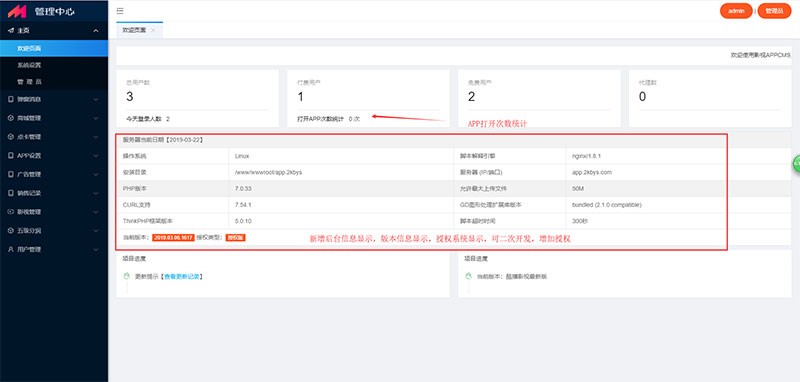 管理中心
admin
管理员
主页
欢迎页面
系统设置
管 理 员
弹窗消息
商城管理
点卡管理
APP设置
广告管理
销售记录
影视管理
五级分润
用户管理
欢迎页面
欢迎使用影视APPCMS
总用户数
3
今天登录人数 2
付费用户
1
打开APP次数统计 0 次
免费用户
2
APP打开次数统计
代理数
0
服务器当前日期【2019-03-22】
操作系统 Linux 脚本解释引擎 nginx/1.8.1
安装目录 /www/wwwroot/app.2kbys 服务器 (IP/端口) app.2kbys.com
PHP版本 7.0.33 允许最大上传文件 50M
CURL支持 7.54.1 GD图形处理扩展库版本 bundled (2.1.0 compatible)
ThinkPHP框架版本 5.0.10 脚本超时时间 300秒
当前版本: 2019.03.06.1617 授权类型: 授权版
新增后台信息显示, 版本信息显示, 授权系统显示, 可二次开发, 增加授权
项目进度
更新提示【查看更新记录】
项目进度
当前版本: 酷播影视最新版